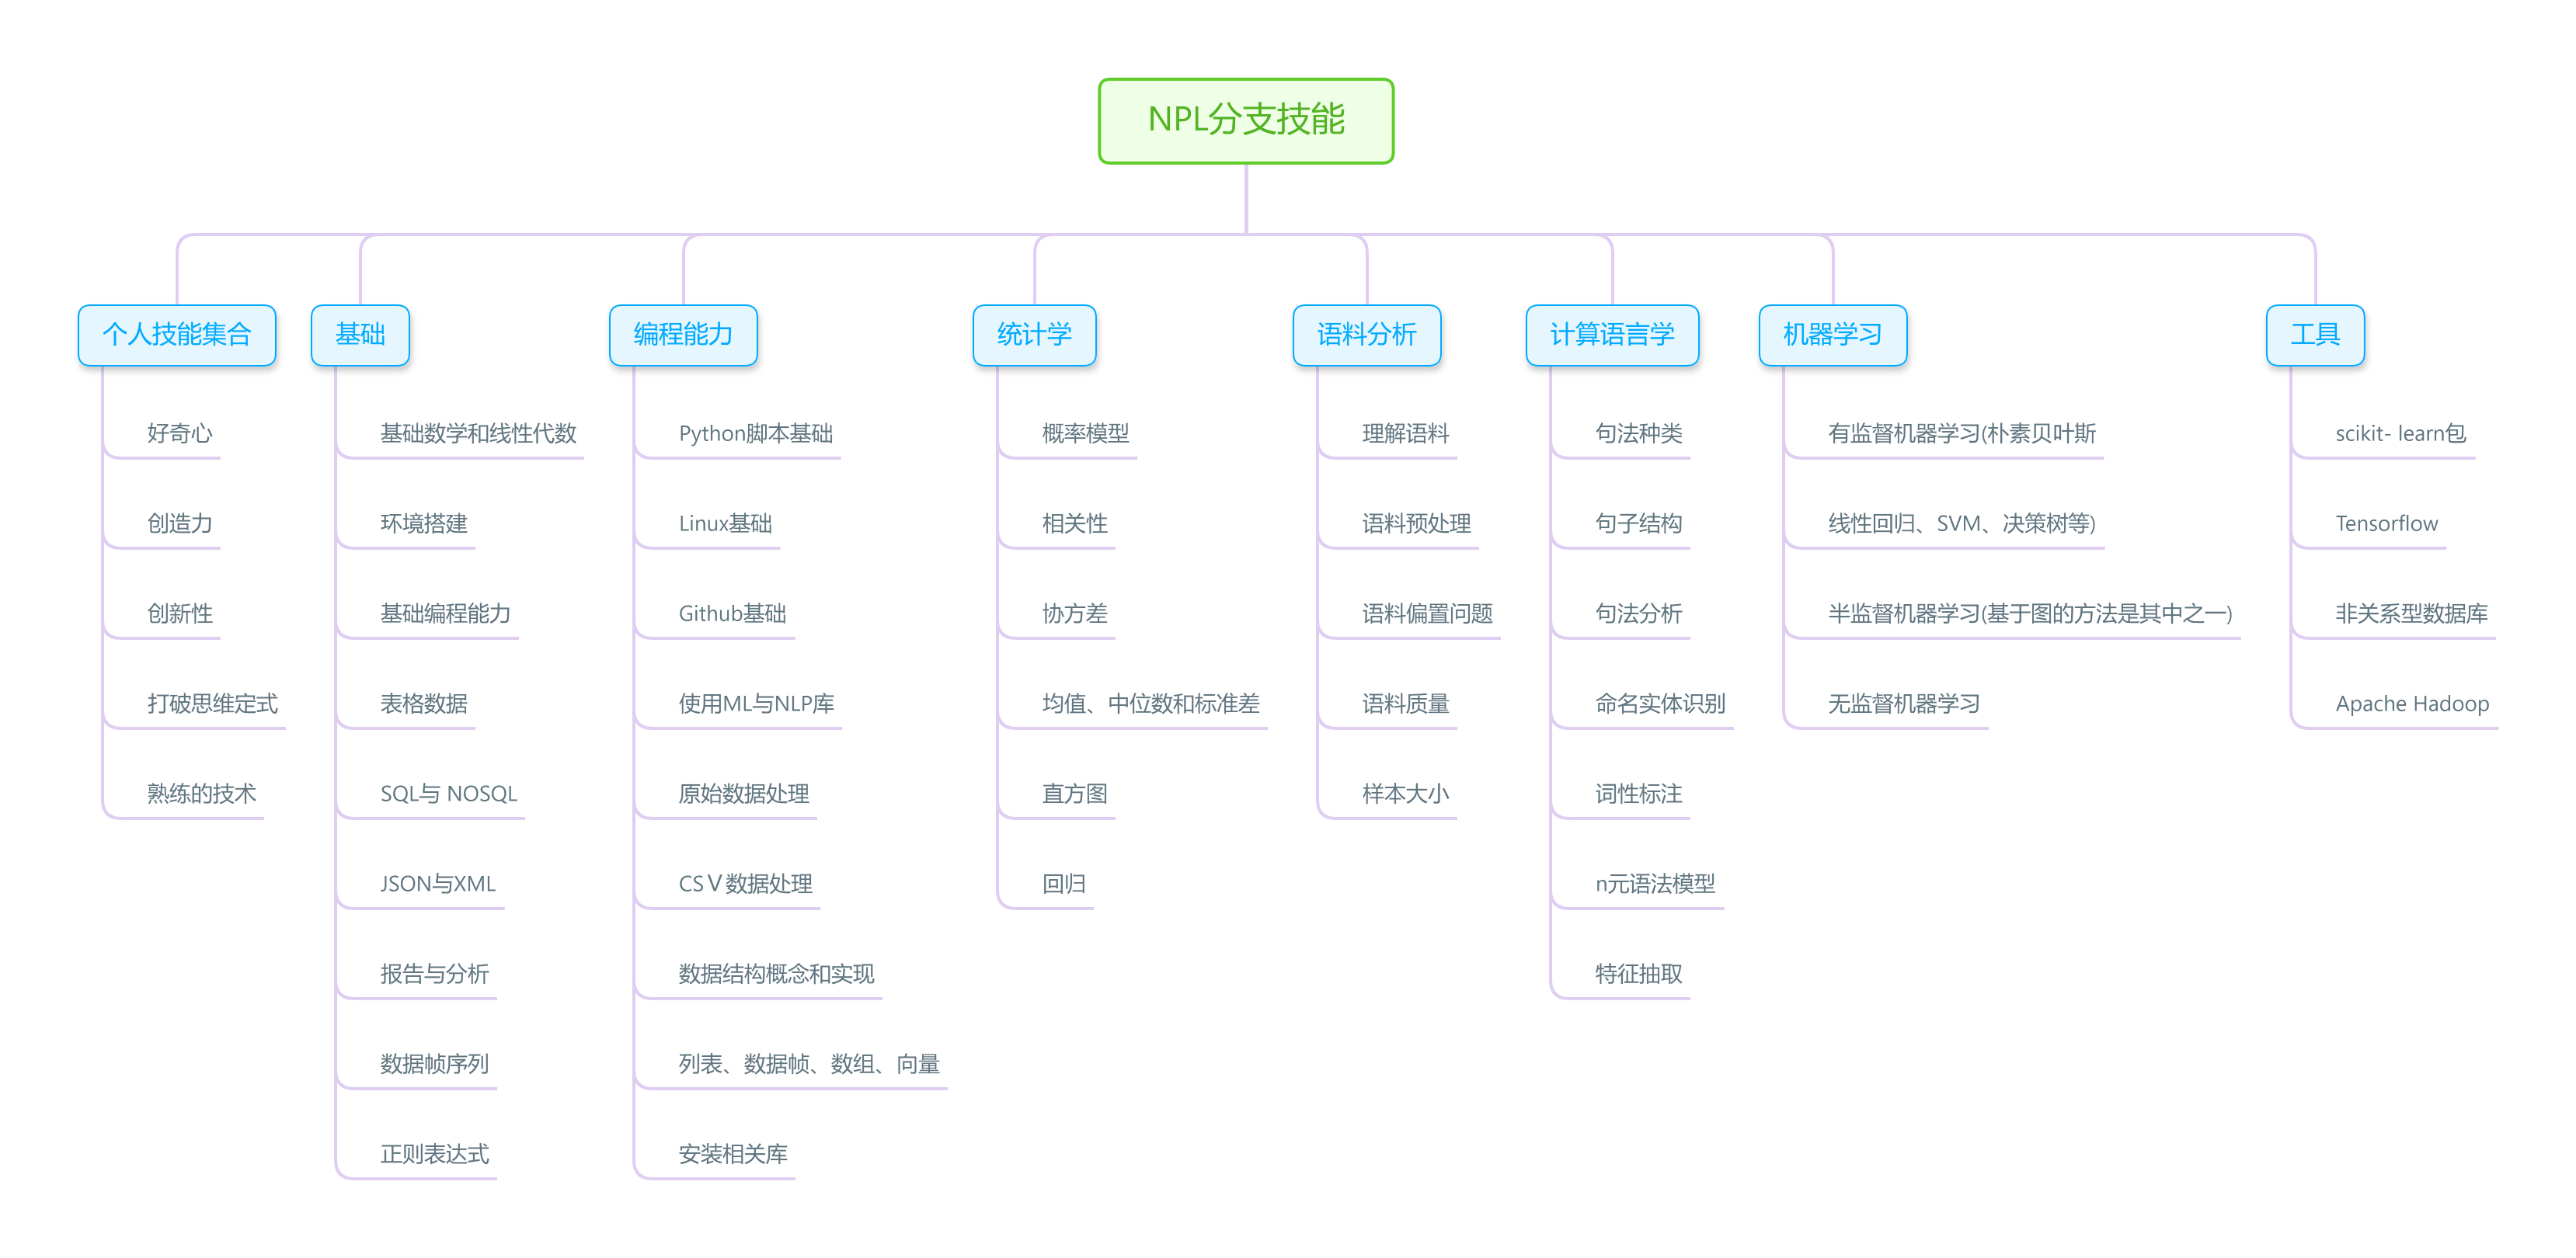 NPL分支技能
个人技能集合
好奇心
创造力
创新性
打破思维定式
熟练的技术
基础
基础数学和线性代数
环境搭建
基础编程能力
表格数据
SQL与 NOSQL
JSON与XML
报告与分析
数据帧序列
正则表达式
编程能力
Python脚本基础
Linux基础
Github基础
使用ML与NLP库
原始数据处理
CSV数据处理
数据结构概念和实现
列表、数据帧、数组、向量
安装相关库
统计学
概率模型
相关性
协方差
均值、中位数和标准差
直方图
回归
语料分析
理解语料
语料预处理
语料偏置问题
语料质量
样本大小
计算语言学
句法种类
句子结构
句法分析
命名实体识别
词性标注
n元语法模型
特征抽取
机器学习
有监督机器学习(朴素贝叶斯
线性回归、SVM、决策树等)
半监督机器学习(基于图的方法是其中之一)
无监督机器学习
工具
scikit- learn包
Tensorflow
非关系型数据库
Apache Hadoop